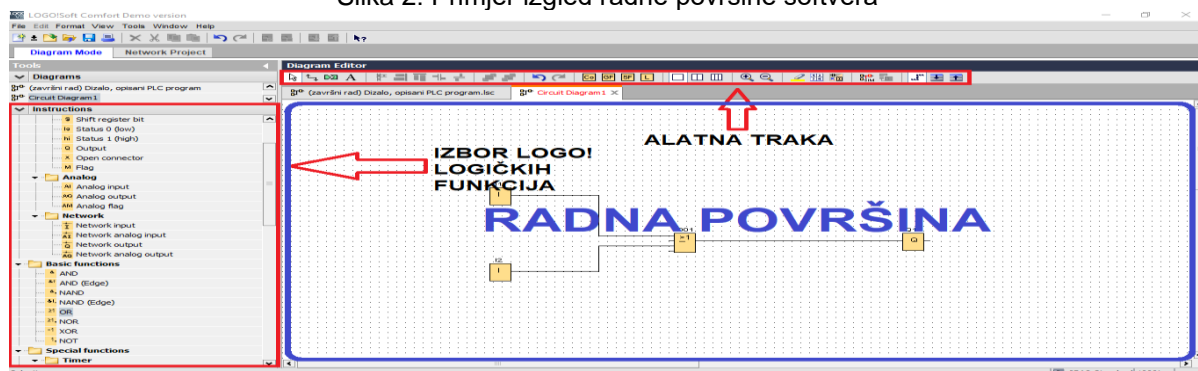 Slika 2. Primjer izgled radne površine softvera
LOGO!Soft Comfort Demo version
File Edit Format View Tools Window Help
Diagram Mode Network Project
Tools
Diagram Editor
Diagrams
(završni rad) Dizalo, opisani PLC program
Circuit Diagram1
(završni rad) Dizalo, opisani PLC program.lsc
Circuit Diagram1
Instructions
Shift register bit
Status 0 (low)
Status 1 (high)
Output
Open connector
Flag
Analog
Analog input
Analog output
Analog flag
Network
Network input
Network analog input
Network output
Network analog output
Basic functions
AND
AND (Edge)
NAND
NAND (Edge)
OR
NOR
XOR
NOT
Special functions
Timer
ALATNA TRAKA
IZBOR LOGO!
LOGIČKIH
FUNKCIJA
I
RADNA POVRŠINA
≥1
Q
I2
I